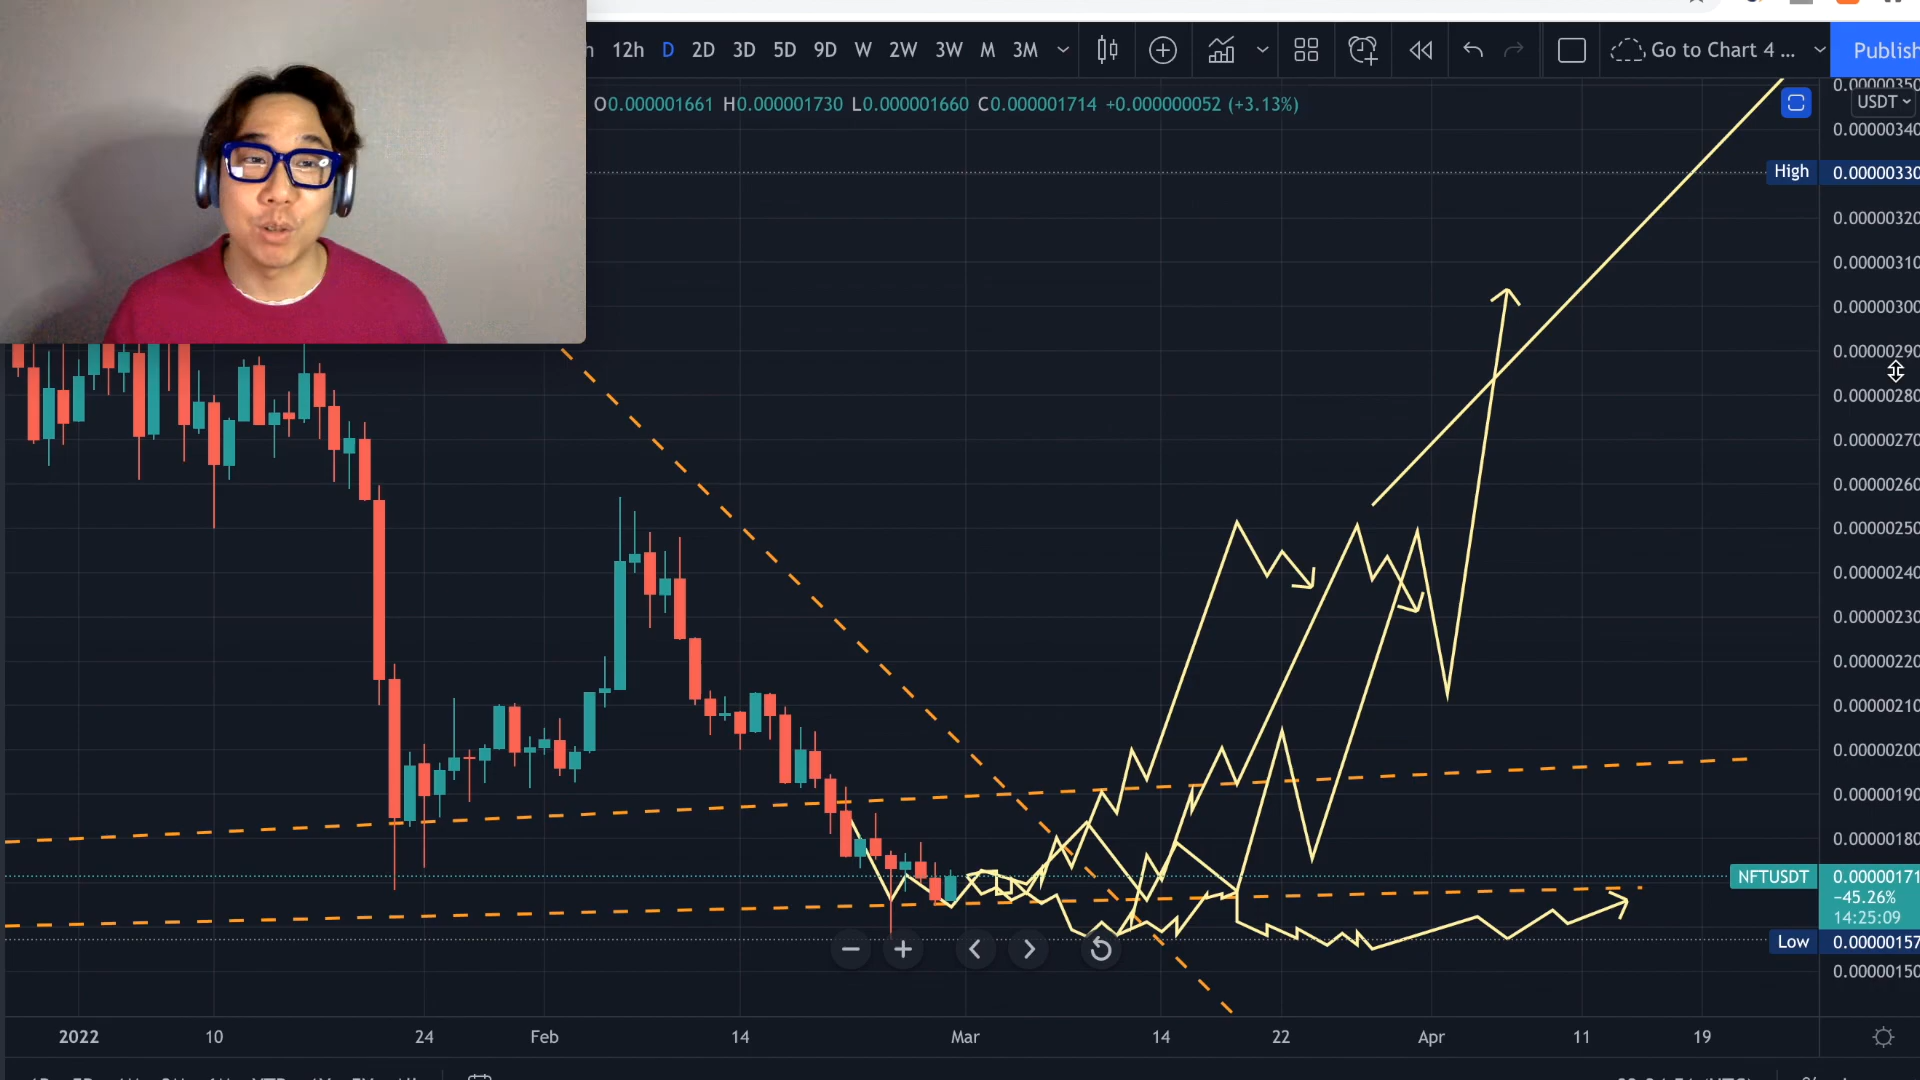 12h D 2D 3D 5D 9D W 2W 3W M 3M Go to Chart 4 ... Publish
O0.000001661 H0.000001730 L0.000001660 C0.000001714 +0.000000052 (+3.13%)
USDT
0.00000350
0.00000340
High 0.00000330
0.00000320
0.00000310
0.00000300
0.00000290
0.00000280
0.00000270
0.00000260
0.00000250
0.00000240
0.00000230
0.00000220
0.00000210
0.00000200
0.00000190
0.00000180
NFTUSDT 0.00000171
−45.26%
14:25:09
Low 0.00000157
0.00000150
2022 10 24 Feb 14 Mar 14 22 Apr 11 19